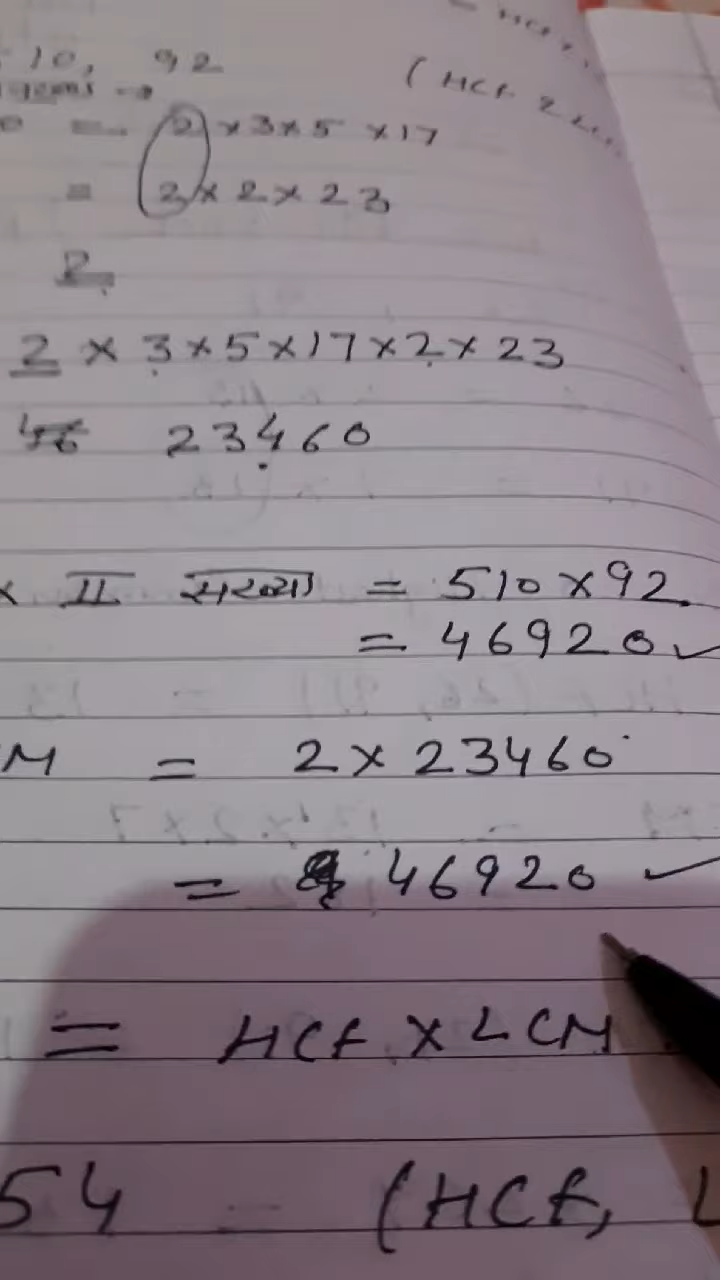 10, 92
(HCF
= 2 × 3 × 5 × 17
= 2 × 2 × 23
2
2 × 3 × 5 × 17 × 2 × 23
23460
× II संख्या = 510 × 92
= 46920 ✓
M = 2 × 23460
= 46920 ✓
= HCF × LCM
54 - (HCF, L